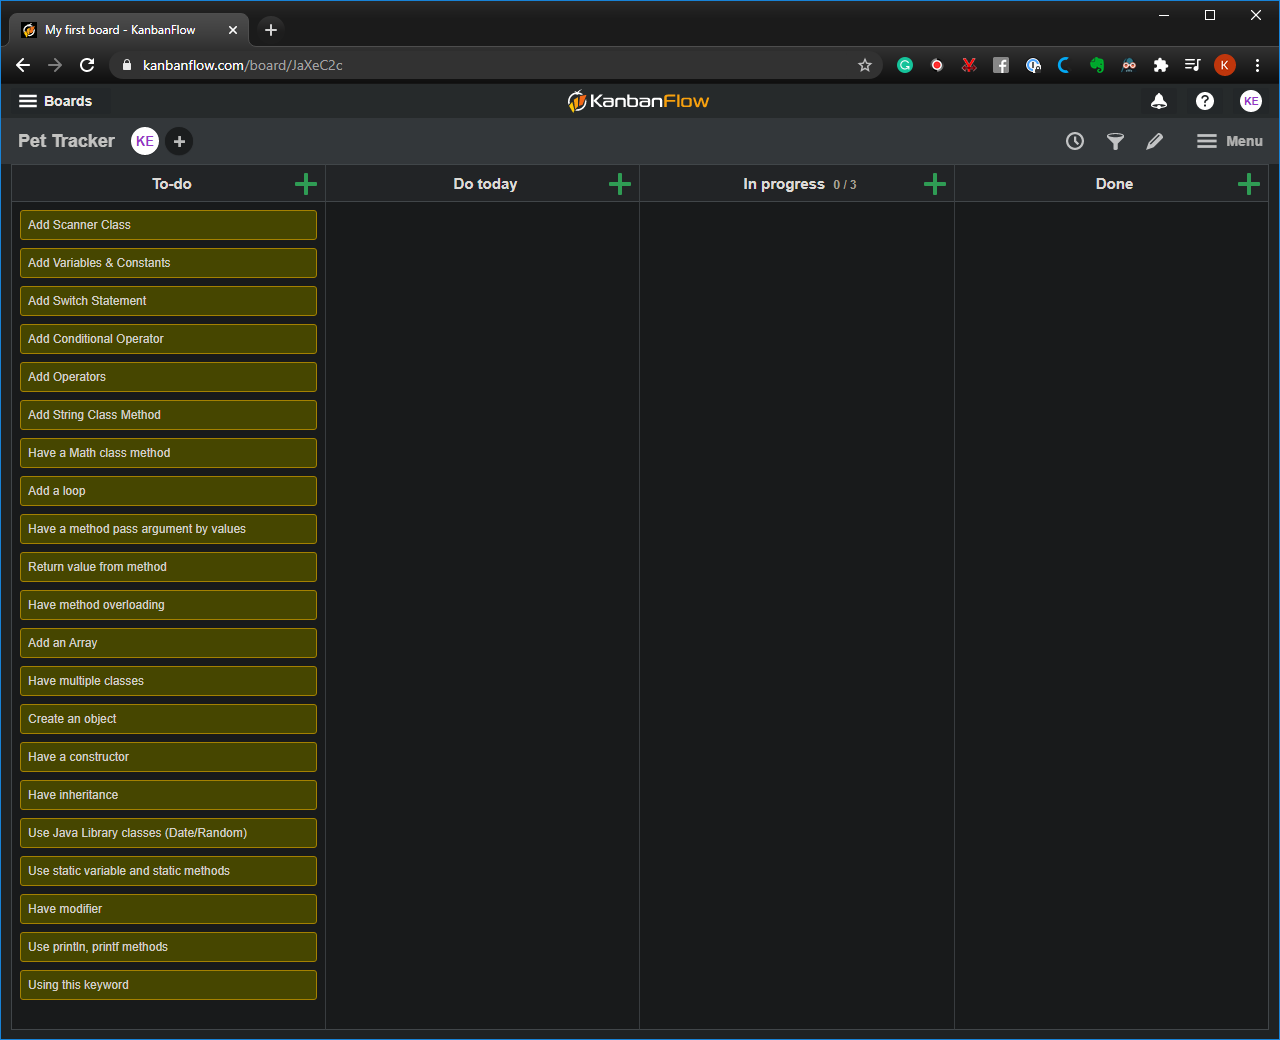 My first board - KanbanFlow
kanbanflow.com/board/JaXeC2c
K
Boards
KanbanFlow
KE
Pet Tracker
KE
Menu
To-do
Do today
In progress 0 / 3
Done
Add Scanner Class
Add Variables & Constants
Add Switch Statement
Add Conditional Operator
Add Operators
Add String Class Method
Have a Math class method
Add a loop
Have a method pass argument by values
Return value from method
Have method overloading
Add an Array
Have multiple classes
Create an object
Have a constructor
Have inheritance
Use Java Library classes (Date/Random)
Use static variable and static methods
Have modifier
Use println, printf methods
Using this keyword